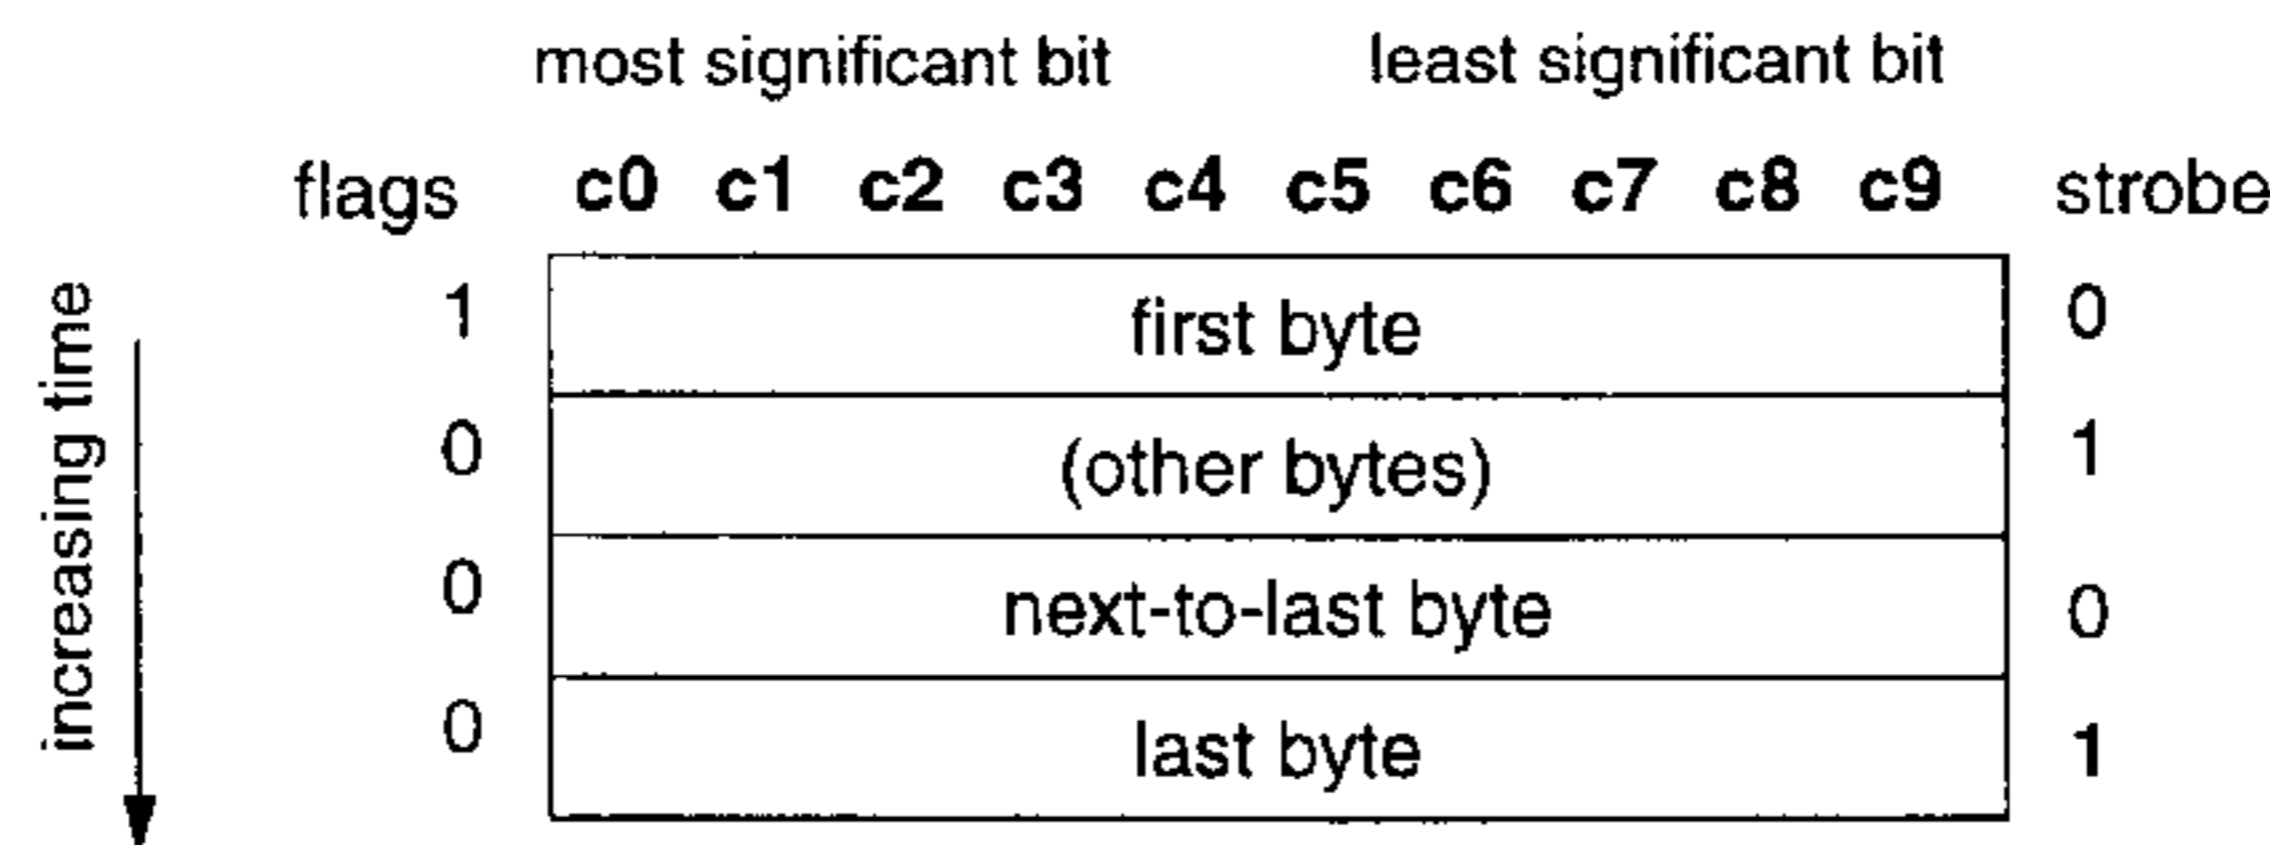 most significant bit least significant bit
flags c0 c1 c2 c3 c4 c5 c6 c7 c8 c9 strobe
increasing time
1 first byte 0
0 (other bytes) 1
0 next-to-last byte 0
0 last byte 1